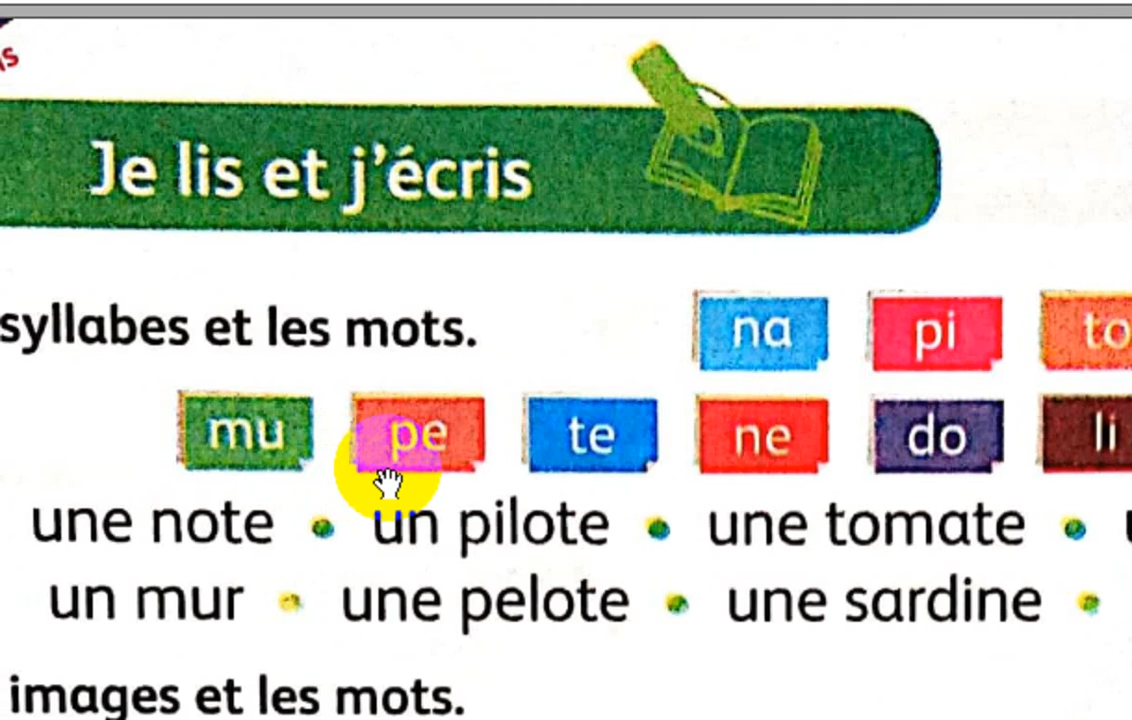 Je lis et j'écris
syllabes et les mots.
na pi to
mu pe te ne do li
une note • un pilote • une tomate •
un mur • une pelote • une sardine •
images et les mots.